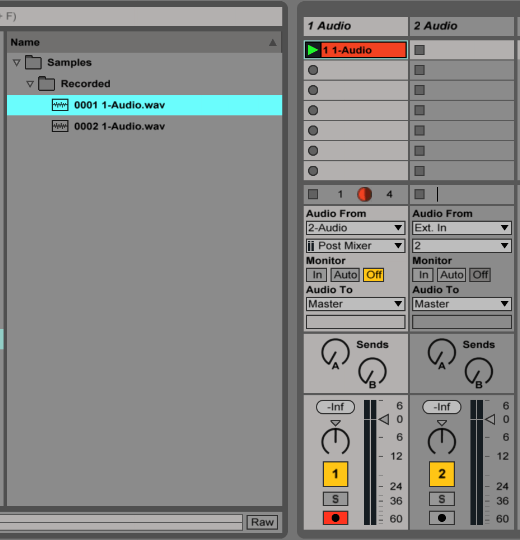 F)
Name
Samples
Recorded
0001 1-Audio.wav
0002 1-Audio.wav
Raw
1 Audio
1 1-Audio
1 4
Audio From
2-Audio
Post Mixer
Monitor
In Auto Off
Audio To
Master
Sends
A
B
-Inf
6
0
6
12
1
24
S
36
60
2 Audio
Audio From
Ext. In
2
Monitor
In Auto Off
Audio To
Master
Sends
A
B
-Inf
6
0
6
12
2
24
S
36
60